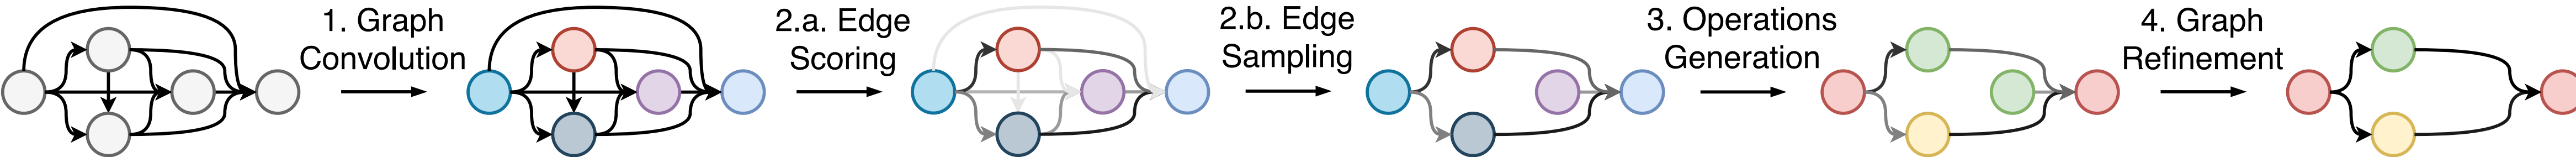 1. Graph
Convolution
2.a. Edge
Scoring
2.b. Edge
Sampling
3. Operations
Generation
4. Graph
Refinement